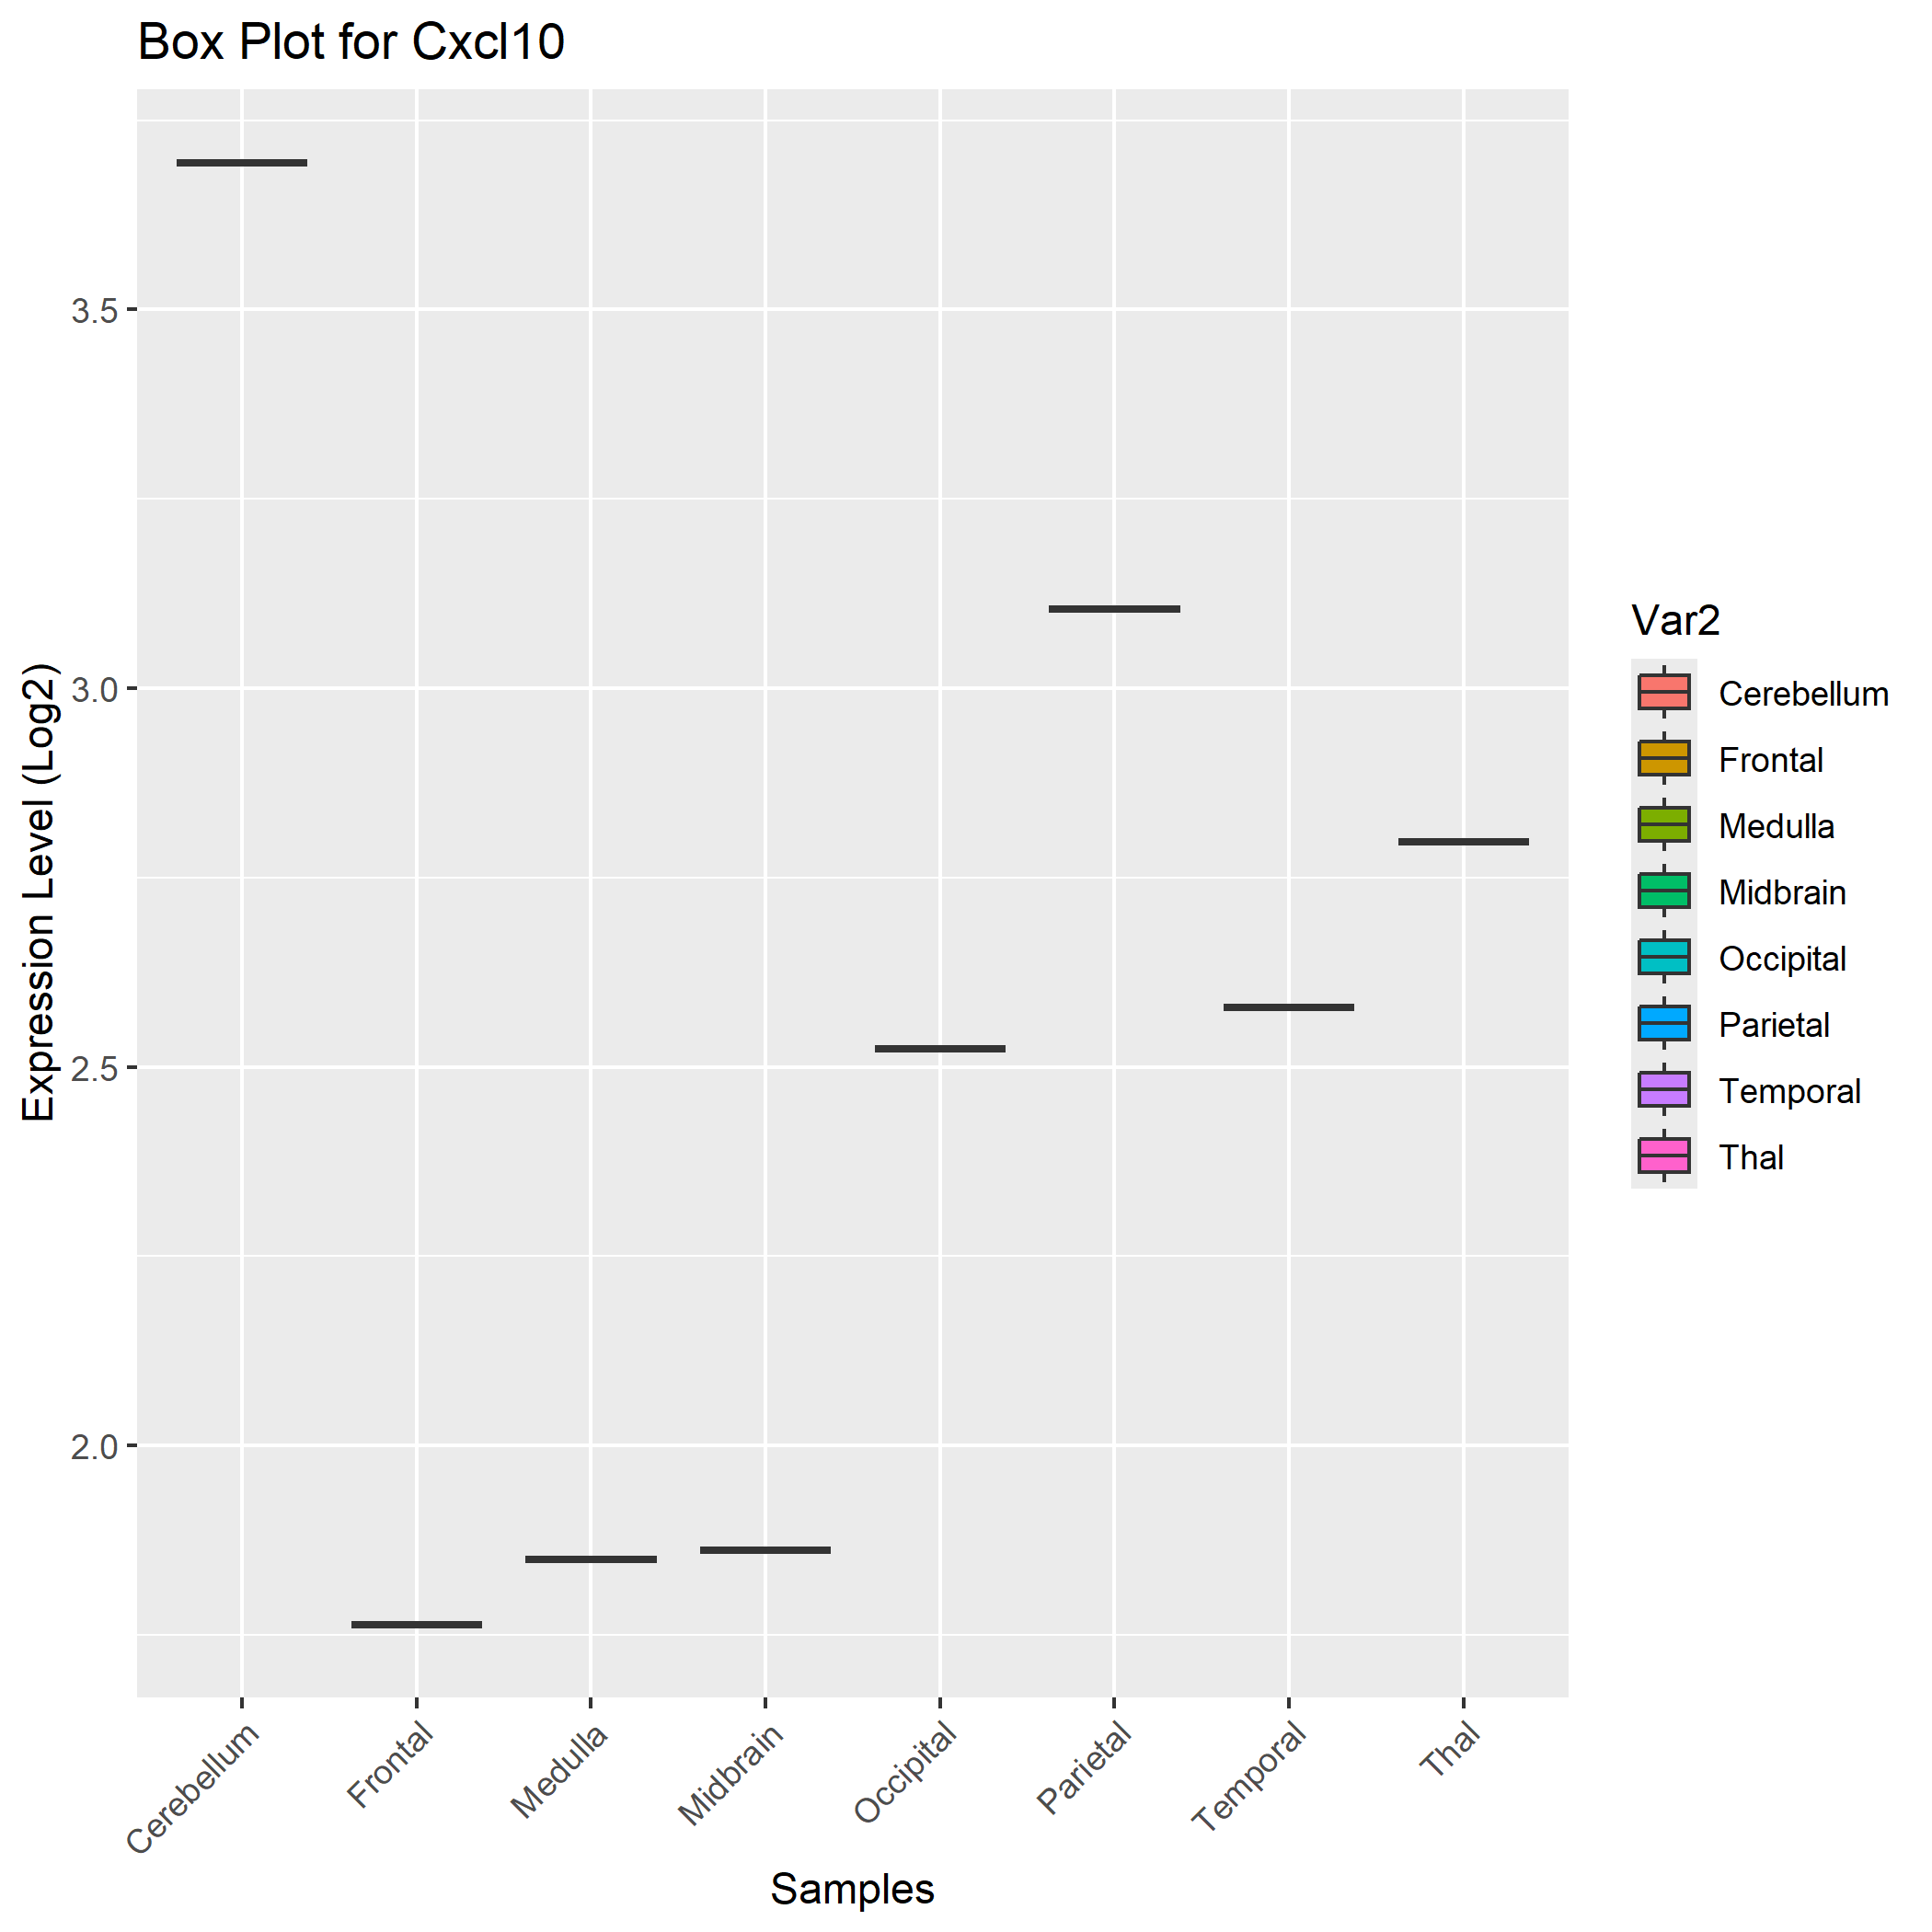 Box Plot for Cxcl10
Expression Level (Log2)
3.5
3.0
2.5
2.0
Cerebellum
Frontal
Medulla
Midbrain
Occipital
Parietal
Temporal
Thal
Samples
Var2
Cerebellum
Frontal
Medulla
Midbrain
Occipital
Parietal
Temporal
Thal